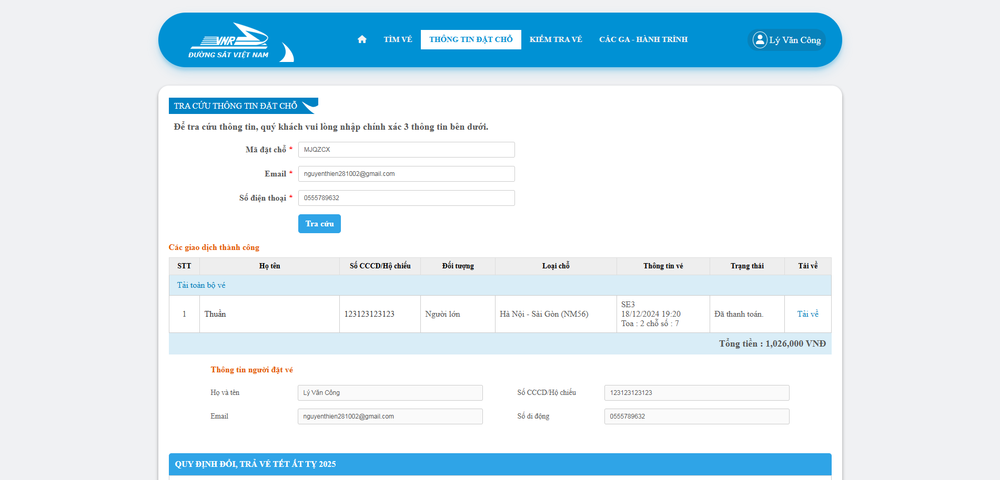 VNR
ĐƯỜNG SẮT VIỆT NAM
TÌM VÉ
THÔNG TIN ĐẶT CHỖ
KIỂM TRA VÉ
CÁC GA - HÀNH TRÌNH
Lý Văn Công
TRA CỨU THÔNG TIN ĐẶT CHỖ
Để tra cứu thông tin, quý khách vui lòng nhập chính xác 3 thông tin bên dưới.
Mã đặt chỗ * MJQZCX
Email * nguyenthien281002@gmail.com
Số điện thoại * 0555789632
Tra cứu
Các giao dịch thành công
STT Họ tên Số CCCD/Hộ chiếu Đối tượng Loại chỗ Thông tin vé Trạng thái Tải về
Tải toàn bộ vé
1 Thuần 123123123123 Người lớn Hà Nội - Sài Gòn (NM56) SE3
18/12/2024 19:20
Toa : 2 chỗ số : 7
Đã thanh toán. Tải về
Tổng tiền : 1,026,000 VNĐ
Thông tin người đặt vé
Họ và tên Lý Văn Công Số CCCD/Hộ chiếu 123123123123
Email nguyenthien281002@gmail.com Số di động 0555789632
QUY ĐỊNH ĐỔI, TRẢ VÉ TẾT ẤT TỴ 2025